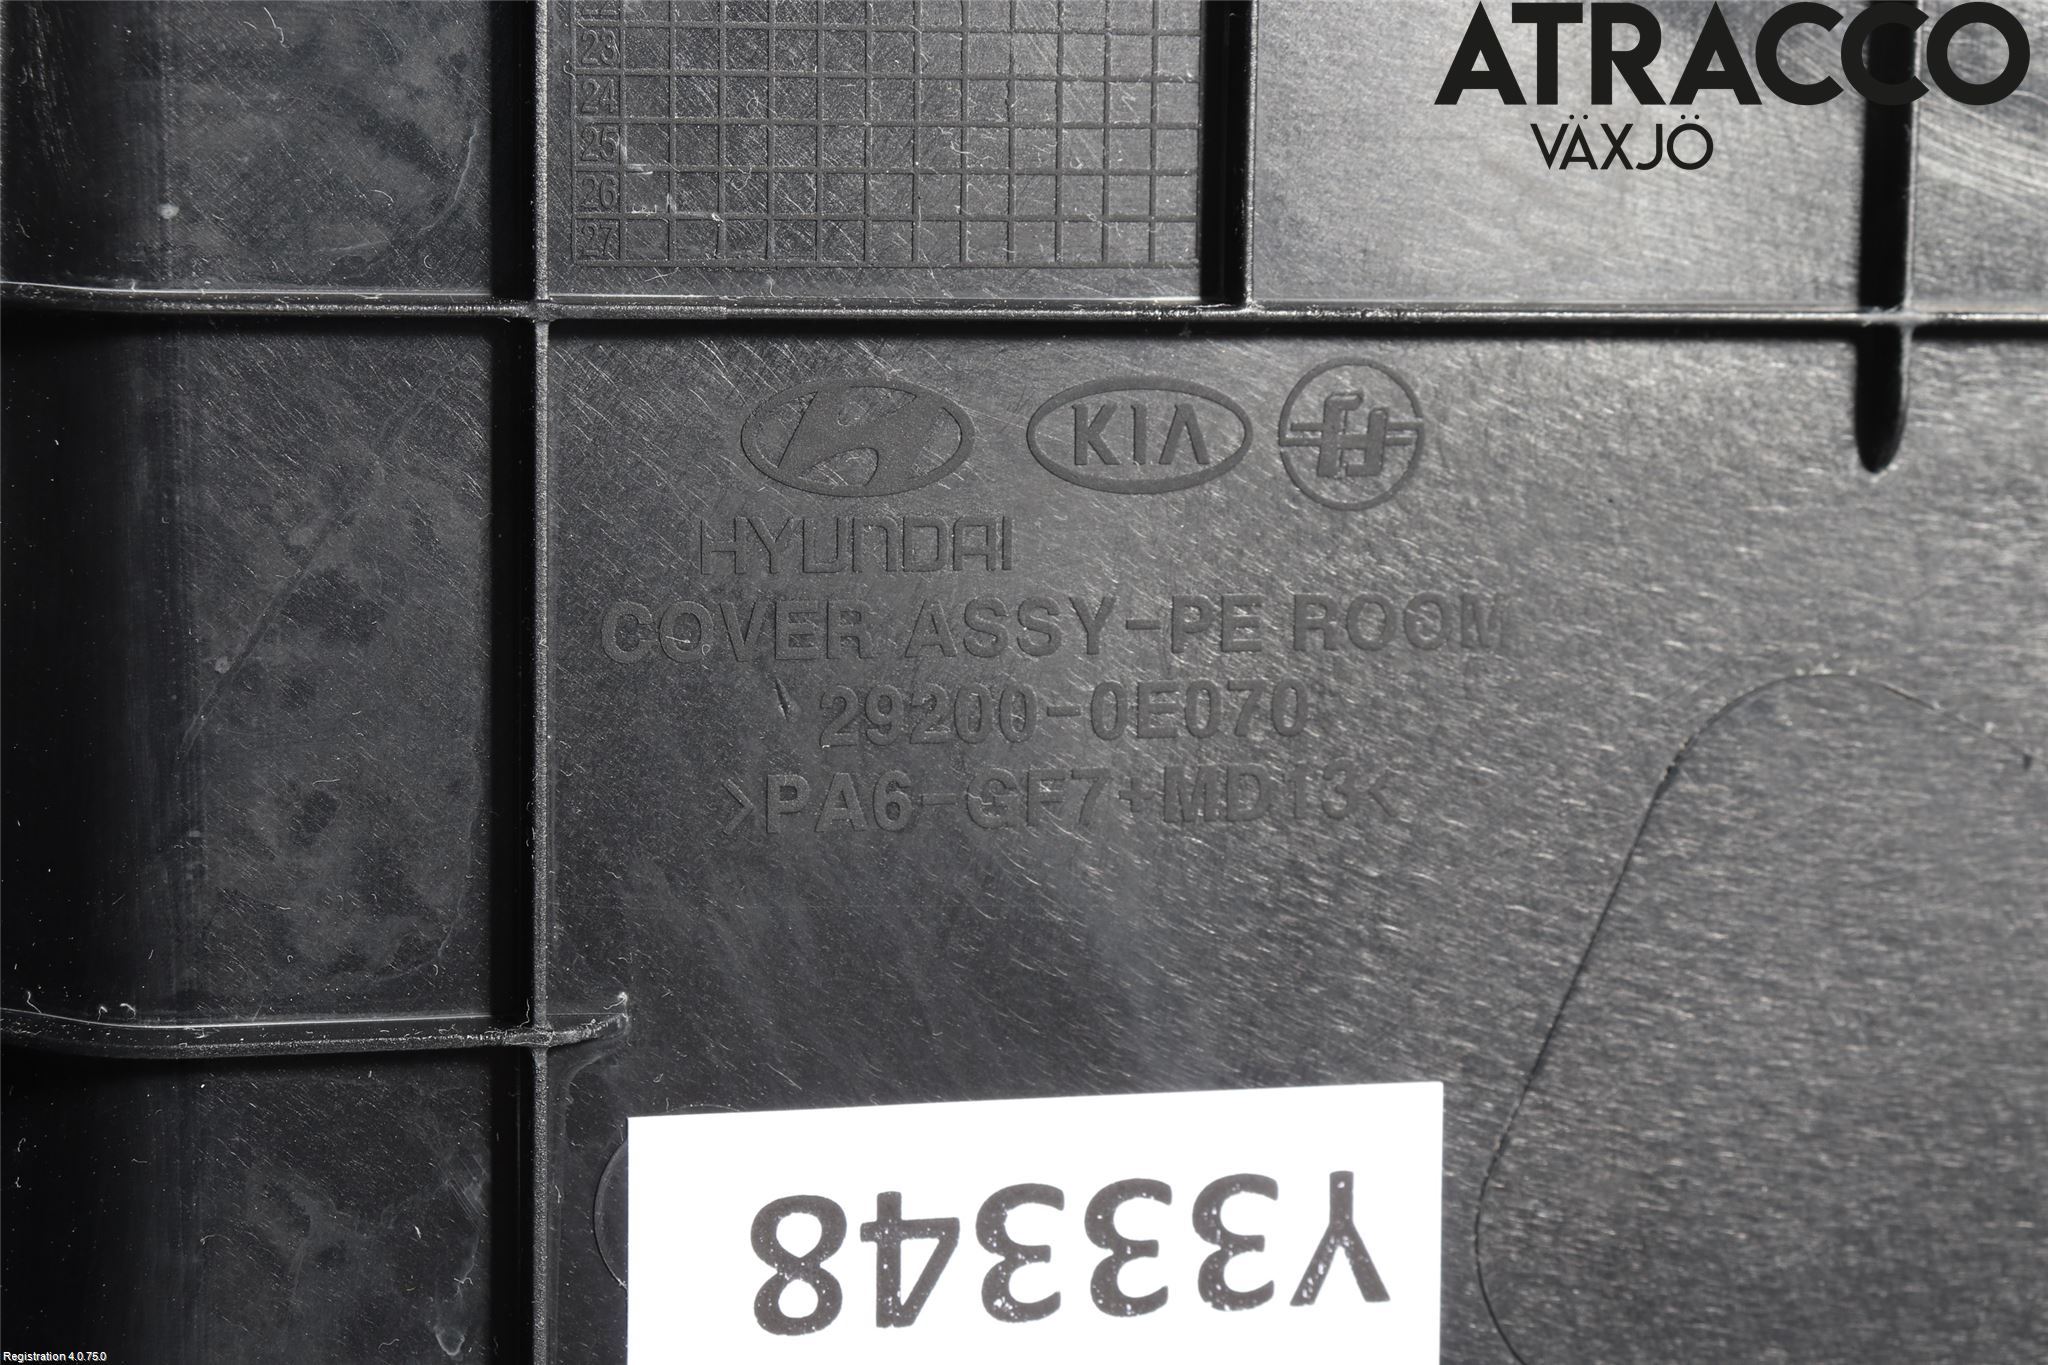 ATRACCO
VÄXJÖ
23
24
25
26
27
KIA
HYUNDAI
COVER ASSY-PE ROOM
29200-0E070
>PA6-GF7+MD13<
Y33348
Registration 4.0.75.0